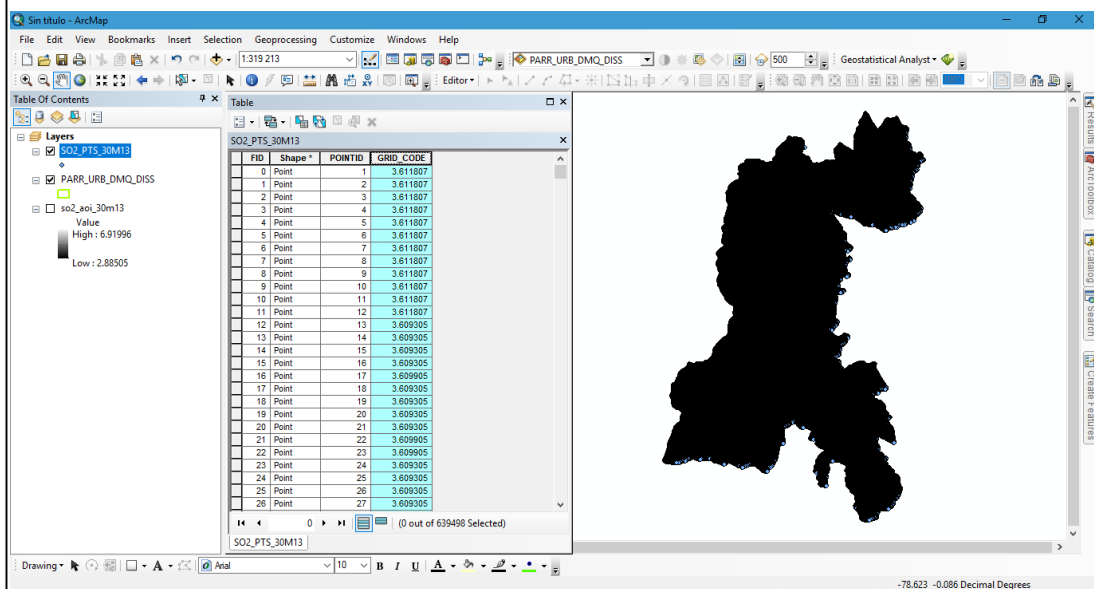 Sin título - ArcMap
File Edit View Bookmarks Insert Selection Geoprocessing Customize Windows Help
1:319 213
PARR_URB_DMQ_DISS
500
Geostatistical Analyst
Editor
Table Of Contents
Layers
SO2_PTS_30M13
PARR_URB_DMQ_DISS
so2_aoi_30m13
Value
High : 6.91996
Low : 2.88505
Table
SO2_PTS_30M13
FID Shape * POINTID GRID_CODE
0 Point 1 3.611807
1 Point 2 3.611807
2 Point 3 3.611807
3 Point 4 3.611807
4 Point 5 3.611807
5 Point 6 3.611807
6 Point 7 3.611807
7 Point 8 3.611807
8 Point 9 3.611807
9 Point 10 3.611807
10 Point 11 3.611807
11 Point 12 3.611807
12 Point 13 3.609305
13 Point 14 3.609305
14 Point 15 3.609305
15 Point 16 3.609305
16 Point 17 3.609905
17 Point 18 3.609305
18 Point 19 3.609305
19 Point 20 3.609305
20 Point 21 3.609305
21 Point 22 3.609905
22 Point 23 3.609905
23 Point 24 3.609305
24 Point 25 3.609305
25 Point 26 3.609305
26 Point 27 3.609305
0
(0 out of 639498 Selected)
SO2_PTS_30M13
Results
ArcToolbox
Catalog
Search
Create Features
Drawing
Arial
10
B I U A
-78.623 -0.086 Decimal Degrees